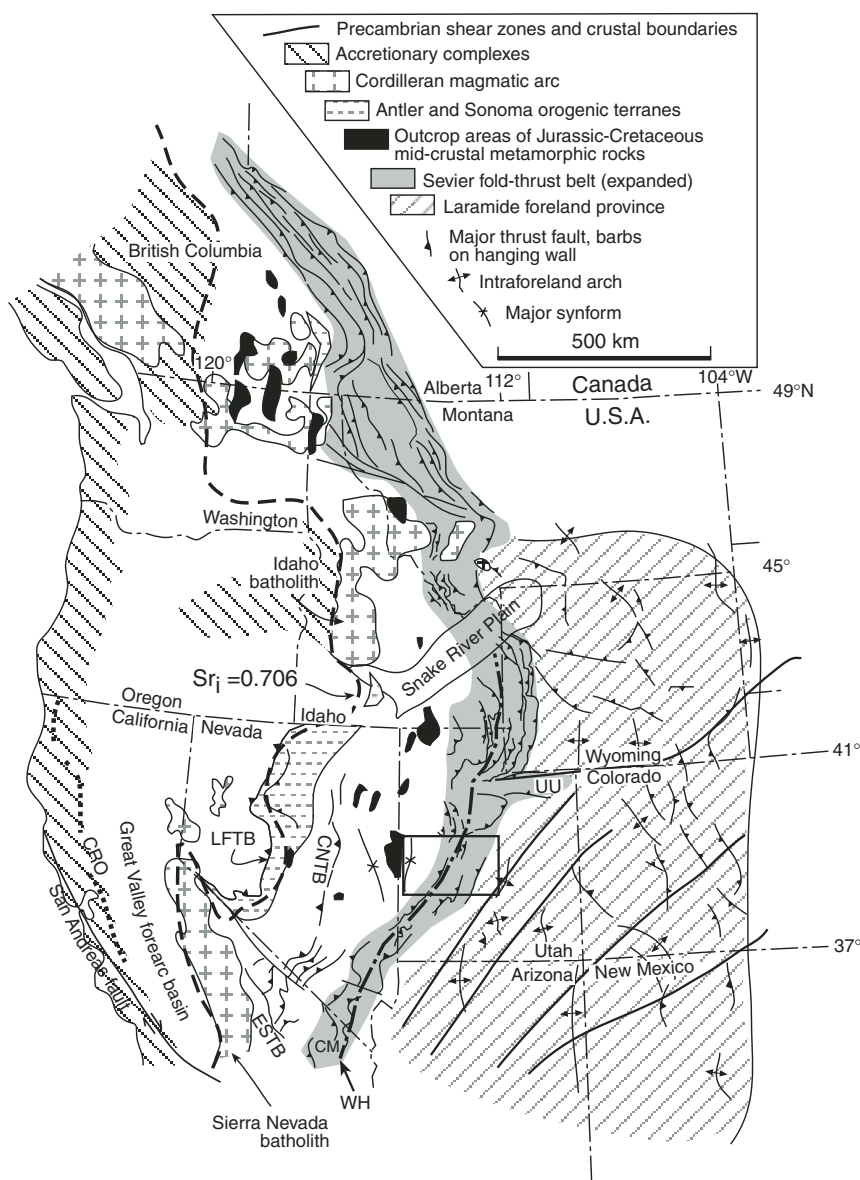 Precambrian shear zones and crustal boundaries
Accretionary complexes
Cordilleran magmatic arc
Antler and Sonoma orogenic terranes
Outcrop areas of Jurassic-Cretaceous
mid-crustal metamorphic rocks
Sevier fold-thrust belt (expanded)
Laramide foreland province
Major thrust fault, barbs
on hanging wall
Intraforeland arch
Major synform
500 km
British Columbia
120°
Alberta
112°
Canada
104°W
49°N
Montana
U.S.A.
Washington
Idaho
batholith
45°
Snake River Plain
Sri =0.706
Oregon
California
Nevada
Idaho
Wyoming
Colorado
41°
UU
LFTB
CNTB
CRO
Great Valley forearc basin
San Andreas fault
Utah
Arizona
New Mexico
37°
ESTB
CM
WH
Sierra Nevada
batholith